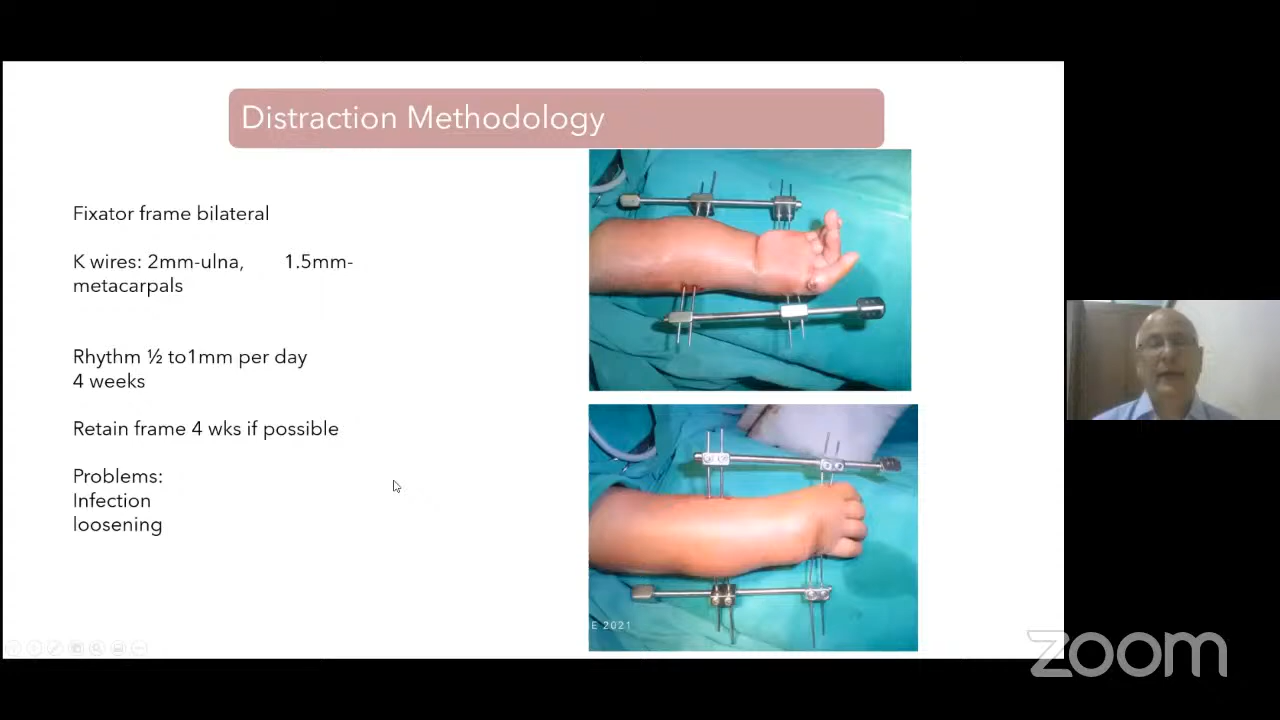 Distraction Methodology
Fixator frame bilateral
K wires: 2mm-ulna, 1.5mm-
metacarpals
Rhythm ½ to1mm per day
4 weeks
Retain frame 4 wks if possible
Problems:
Infection
loosening
E 2021
zoom